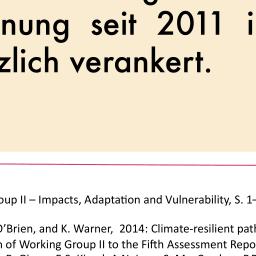 nung seit 2011 i
zlich verankert.
oup II – Impacts, Adaptation and Vulnerability, S. 1–
O'Brien, and K. Warner, 2014: Climate-resilient path
n of Working Group II to the Fifth Assessment Repo